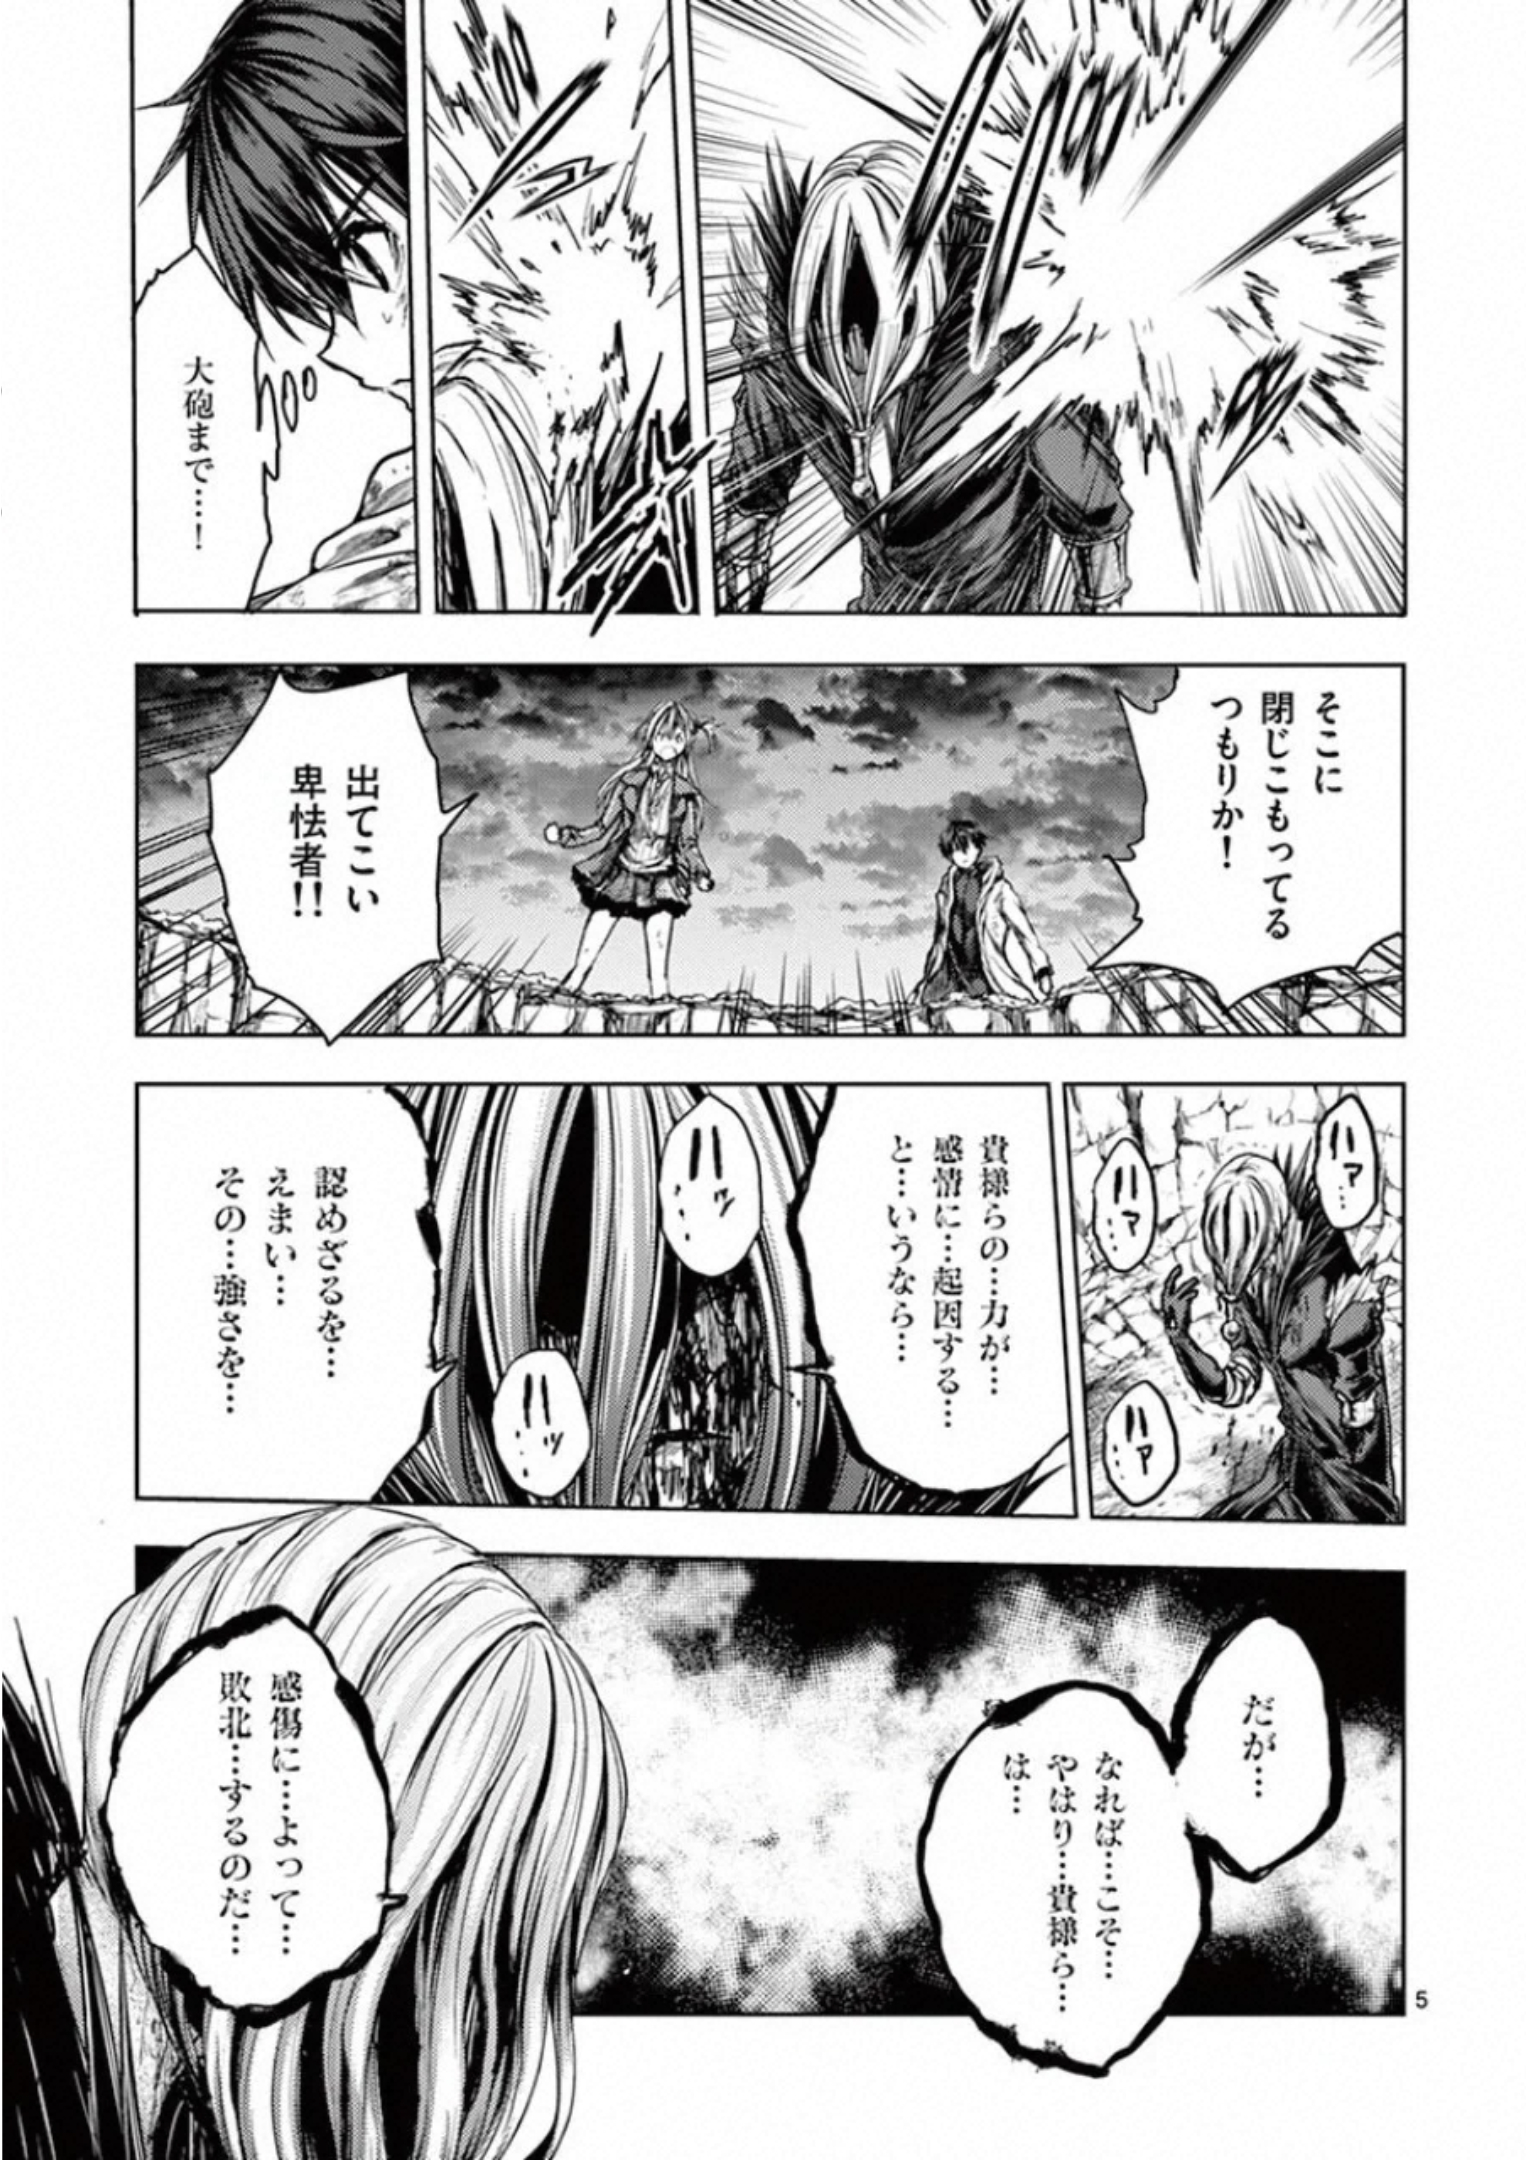 大砲まで…！
そこに
閉じこもってる
つもりか！
出てこい
卑怯者!!
ハァ…
ハァ…
ハァ…
貴様らの…力が…
感情に…起因する…
と…いうなら…
ハッ…
ハッ…
認めざるを…
えまい…
その…強さを…
だが…
なれば…こそ…
やはり…貴様ら…
は…
感傷に…よって…
敗北…するのだ…
5